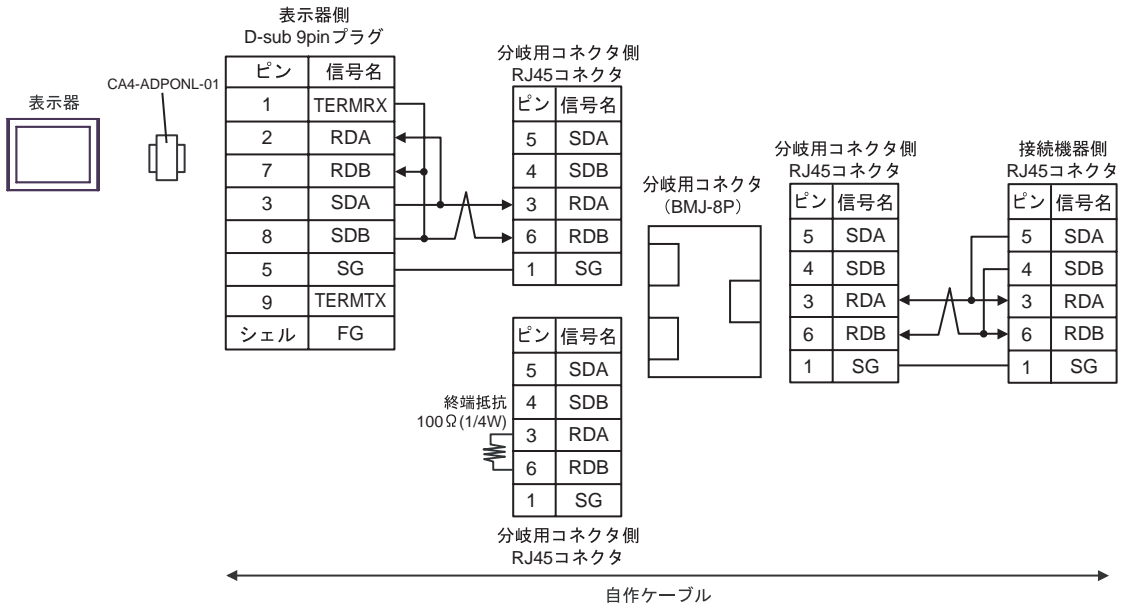 表示器
CA4-ADPONL-01
表示器側
D-sub 9pinプラグ
ピン 信号名
1 TERMRX
2 RDA
7 RDB
3 SDA
8 SDB
5 SG
9 TERMTX
シェル FG
分岐用コネクタ側
RJ45コネクタ
ピン 信号名
5 SDA
4 SDB
3 RDA
6 RDB
1 SG
終端抵抗
100Ω(1/4W)
ピン 信号名
5 SDA
4 SDB
3 RDA
6 RDB
1 SG
分岐用コネクタ側
RJ45コネクタ
分岐用コネクタ
（BMJ-8P）
分岐用コネクタ側
RJ45コネクタ
ピン 信号名
5 SDA
4 SDB
3 RDA
6 RDB
1 SG
接続機器側
RJ45コネクタ
ピン 信号名
5 SDA
4 SDB
3 RDA
6 RDB
1 SG
自作ケーブル